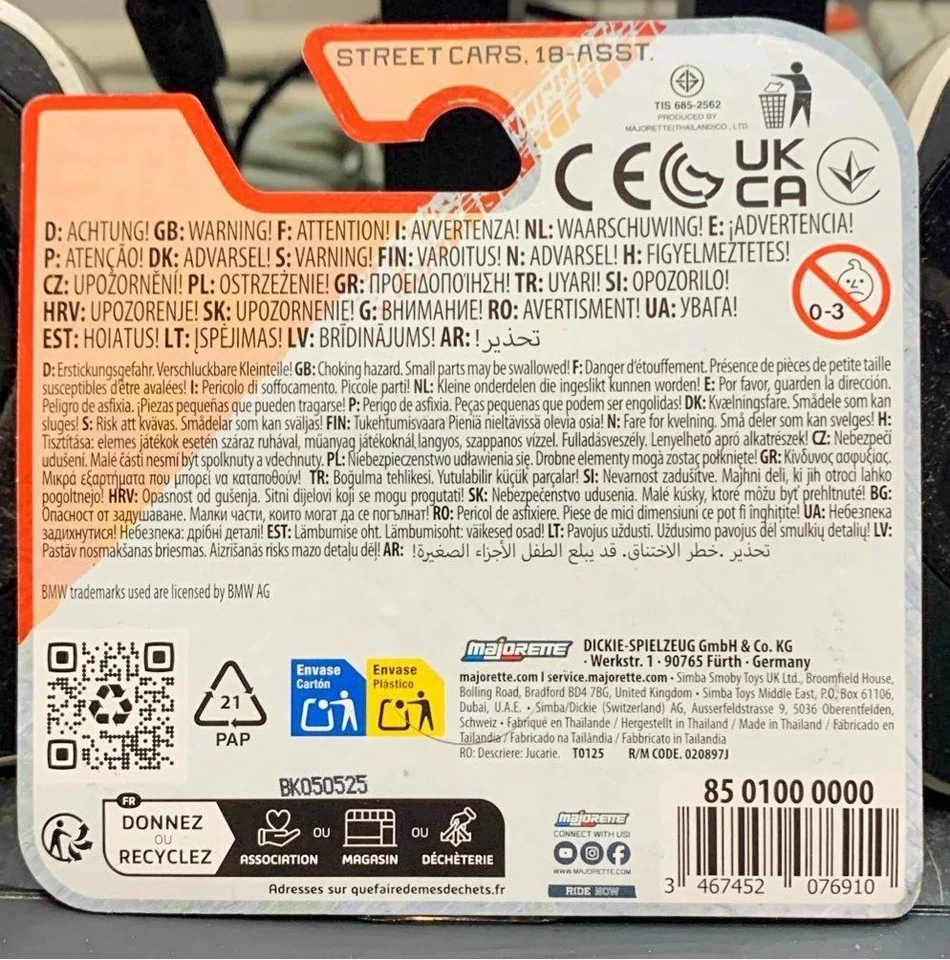 STREET CARS, 18-ASST.
TIS 685-2562
PRODUCED BY
MAJORETTE(THAILAND)CO., LTD.
CE UK
CA
D: ACHTUNG! GB: WARNING! F: ATTENTION! I: AVVERTENZA! NL: WAARSCHUWING! E: ¡ADVERTENCIA!
P: ATENÇÃO! DK: ADVARSEL! S: VARNING! FIN: VAROITUS! N: ADVARSEL! H: FIGYELMEZTETES!
CZ: UPOZORNĚNÍ! PL: OSTRZEŻENIE! GR: ΠΡΟΕΙΔΟΠΟΊΗΣΗ! TR: UYARI! SI: OPOZORILO!
HRV: UPOZORENJE! SK: UPOZORNENIE! G: ВНИМАНИЕ! RO: AVERTISMENT! UA: УВАГА!
EST: HOIATUS! LT: ĮSPĖJIMAS! LV: BRĪDINĀJUMS! AR: تحذير!
0-3
D: Erstickungsgefahr. Verschluckbare Kleinteile! GB: Choking hazard. Small parts may be swallowed! F: Danger d'étouffement. Présence de pièces de petite taille
susceptibles d'être avalées! I: Pericolo di soffocamento. Piccole parti! NL: Kleine onderdelen die ingeslikt kunnen worden! E: Por favor, guarden la dirección.
Peligro de asfixia. ¡Piezas pequeñas que pueden tragarse! P: Perigo de asfixia. Peças pequenas que podem ser engolidas! DK: Kvælningsfare. Smådele som kan
sluges! S: Risk att kvävas. Smådelar som kan sväljas! FIN: Tukehtumisvaara Pieniä nieltävissä olevia osia! N: Fare for kvelning. Små deler som kan svelges! H:
Tisztítása: elemes játékok esetén száraz ruhával, műanyag játékoknál langyos, szappanos vízzel. Fulladásveszély. Lenyelhető apró alkatrészek! CZ: Nebezpečí
udušení. Malé části nesmí být spolknuty a vdechnuty. PL: Niebezpieczenstwo udławienia się. Drobne elementy mogą zostac połknięte! GR: Κίνδυνος ασφυξίας.
Μικρά εξαρτήματα που μπορεί να καταποθούν! TR: Boğulma tehlikesi. Yutulabilir küçük parçalar! SI: Nevarnost zadušitve. Majhni deli, ki jih otroci lahko
pogoltnejo! HRV: Opasnost od gušenja. Sitni dijelovi koji se mogu progutati! SK: Nebezpečenstvo udusenia. Malé kúsky, ktoré môžu byť prehltnuté! BG:
Опасност от задушаване. Малки части, които могат да се погълнат! RO: Pericol de asfixiere. Piese de mici dimensiuni ce pot fi înghițite! UA: Небезпека
задихнутися! Небезпека: дрібні деталі! EST: Lämbumise oht. Lämbumisoht: väikesed osad! LT: Pavojus uždusti. Uždusimo pavojus dėl smulkių detalių! LV:
Pastāv nosmakšanas briesmas. Aizrīšanās risks mazo detaļu dēļ! AR: تحذير .خطر الاختناق. قد يبلع الطفل الأجزاء الصغيرة!
BMW trademarks used are licensed by BMW AG
21
PAP
Envase
Cartón
Envase
Plástico
majorette DICKIE-SPIELZEUG GmbH & Co. KG
· Werkstr. 1 · 90765 Fürth · Germany
majorette.com I service.majorette.com · Simba Smoby Toys UK Ltd., Broomfield House,
Bolling Road, Bradford BD4 7BG, United Kingdom · Simba Toys Middle East, P.O. Box 61106,
Dubai, U.A.E. · Simba/Dickie (Switzerland) AG, Ausserfeldstrasse 9, 5036 Oberentfelden,
Schweiz · Fabriqué en Thaïlande / Hergestellt in Thailand / Made in Thailand / Fabricado en
Tailandia / Fabricado na Tailândia / Fabbricato in Tailandia
RO: Descriere: Jucarie. T0125 R/M CODE. 020897J
BK050525
FR
DONNEZ
OU
RECYCLEZ
ASSOCIATION OU MAGASIN OU DÉCHÈTERIE
Adresses sur quefairedemesdechets.fr
majorette
CONNECT WITH US!
WWW.MAJORETTE.COM
RIDE NOW
85 0100 0000
3 467452 076910